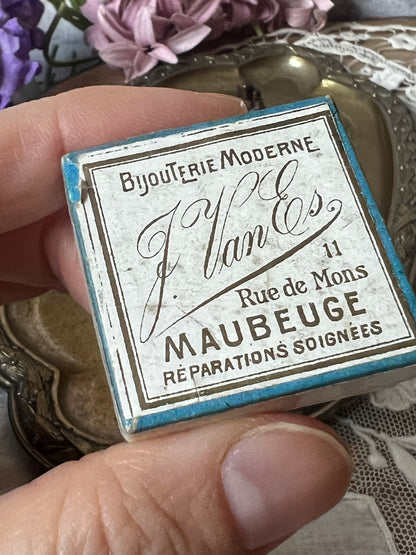 Bijouterie Moderne
J. Van Es
11
Rue de Mons
MAUBEUGE
RÉPARATIONS SOIGNÉES